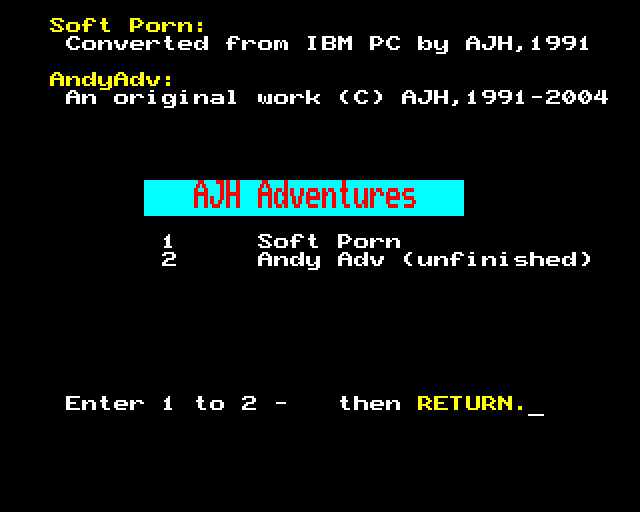 Soft Porn:
Converted from IBM PC by AJH,1991
AndyAdv:
An original work (C) AJH,1991-2004
AJH Adventures
1 Soft Porn
2 Andy Adv (unfinished)
Enter 1 to 2 - then RETURN._